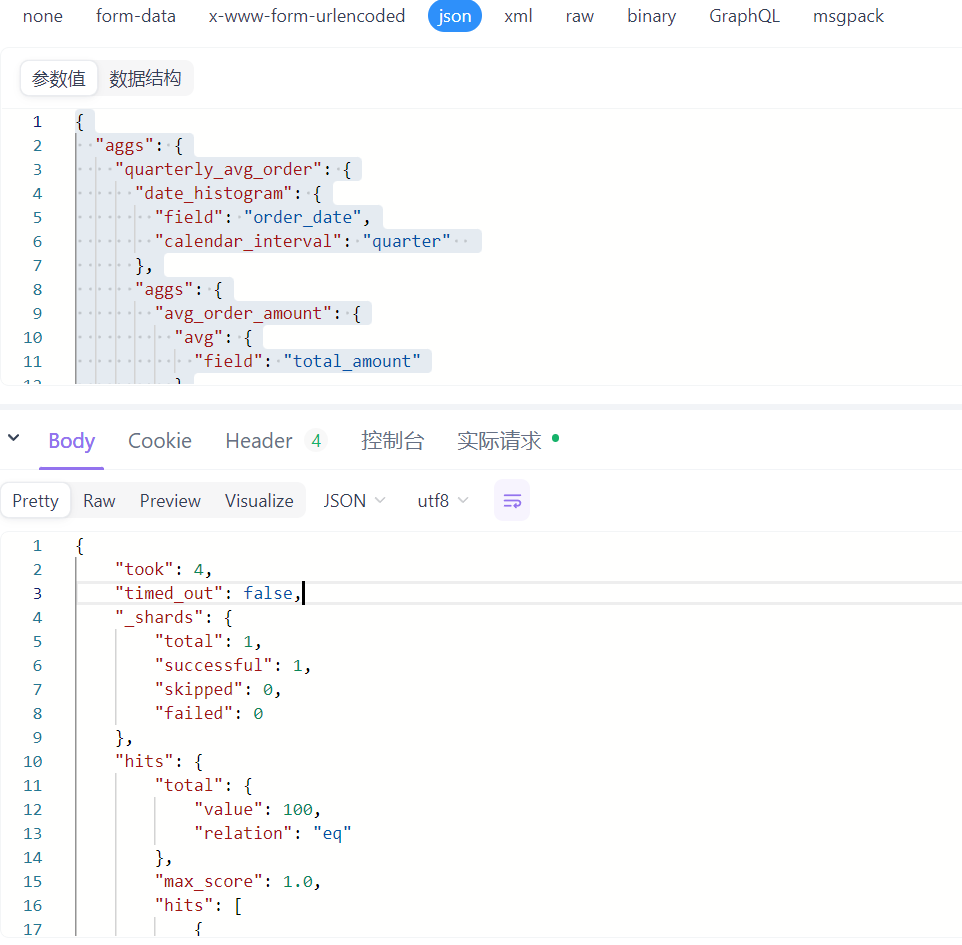 none form-data x-www-form-urlencoded json xml raw binary GraphQL msgpack
参数值 数据结构
1 {
2 "aggs": {
3 "quarterly_avg_order": {
4 "date_histogram": {
5 "field": "order_date",
6 "calendar_interval": "quarter"
7 },
8 "aggs": {
9 "avg_order_amount": {
10 "avg": {
11 "field": "total_amount"
12 }
Body Cookie Header 4 控制台 实际请求
Pretty Raw Preview Visualize JSON utf8
1 {
2 "took": 4,
3 "timed_out": false,
4 "_shards": {
5 "total": 1,
6 "successful": 1,
7 "skipped": 0,
8 "failed": 0
9 },
10 "hits": {
11 "total": {
12 "value": 100,
13 "relation": "eq"
14 },
15 "max_score": 1.0,
16 "hits": [
17 {